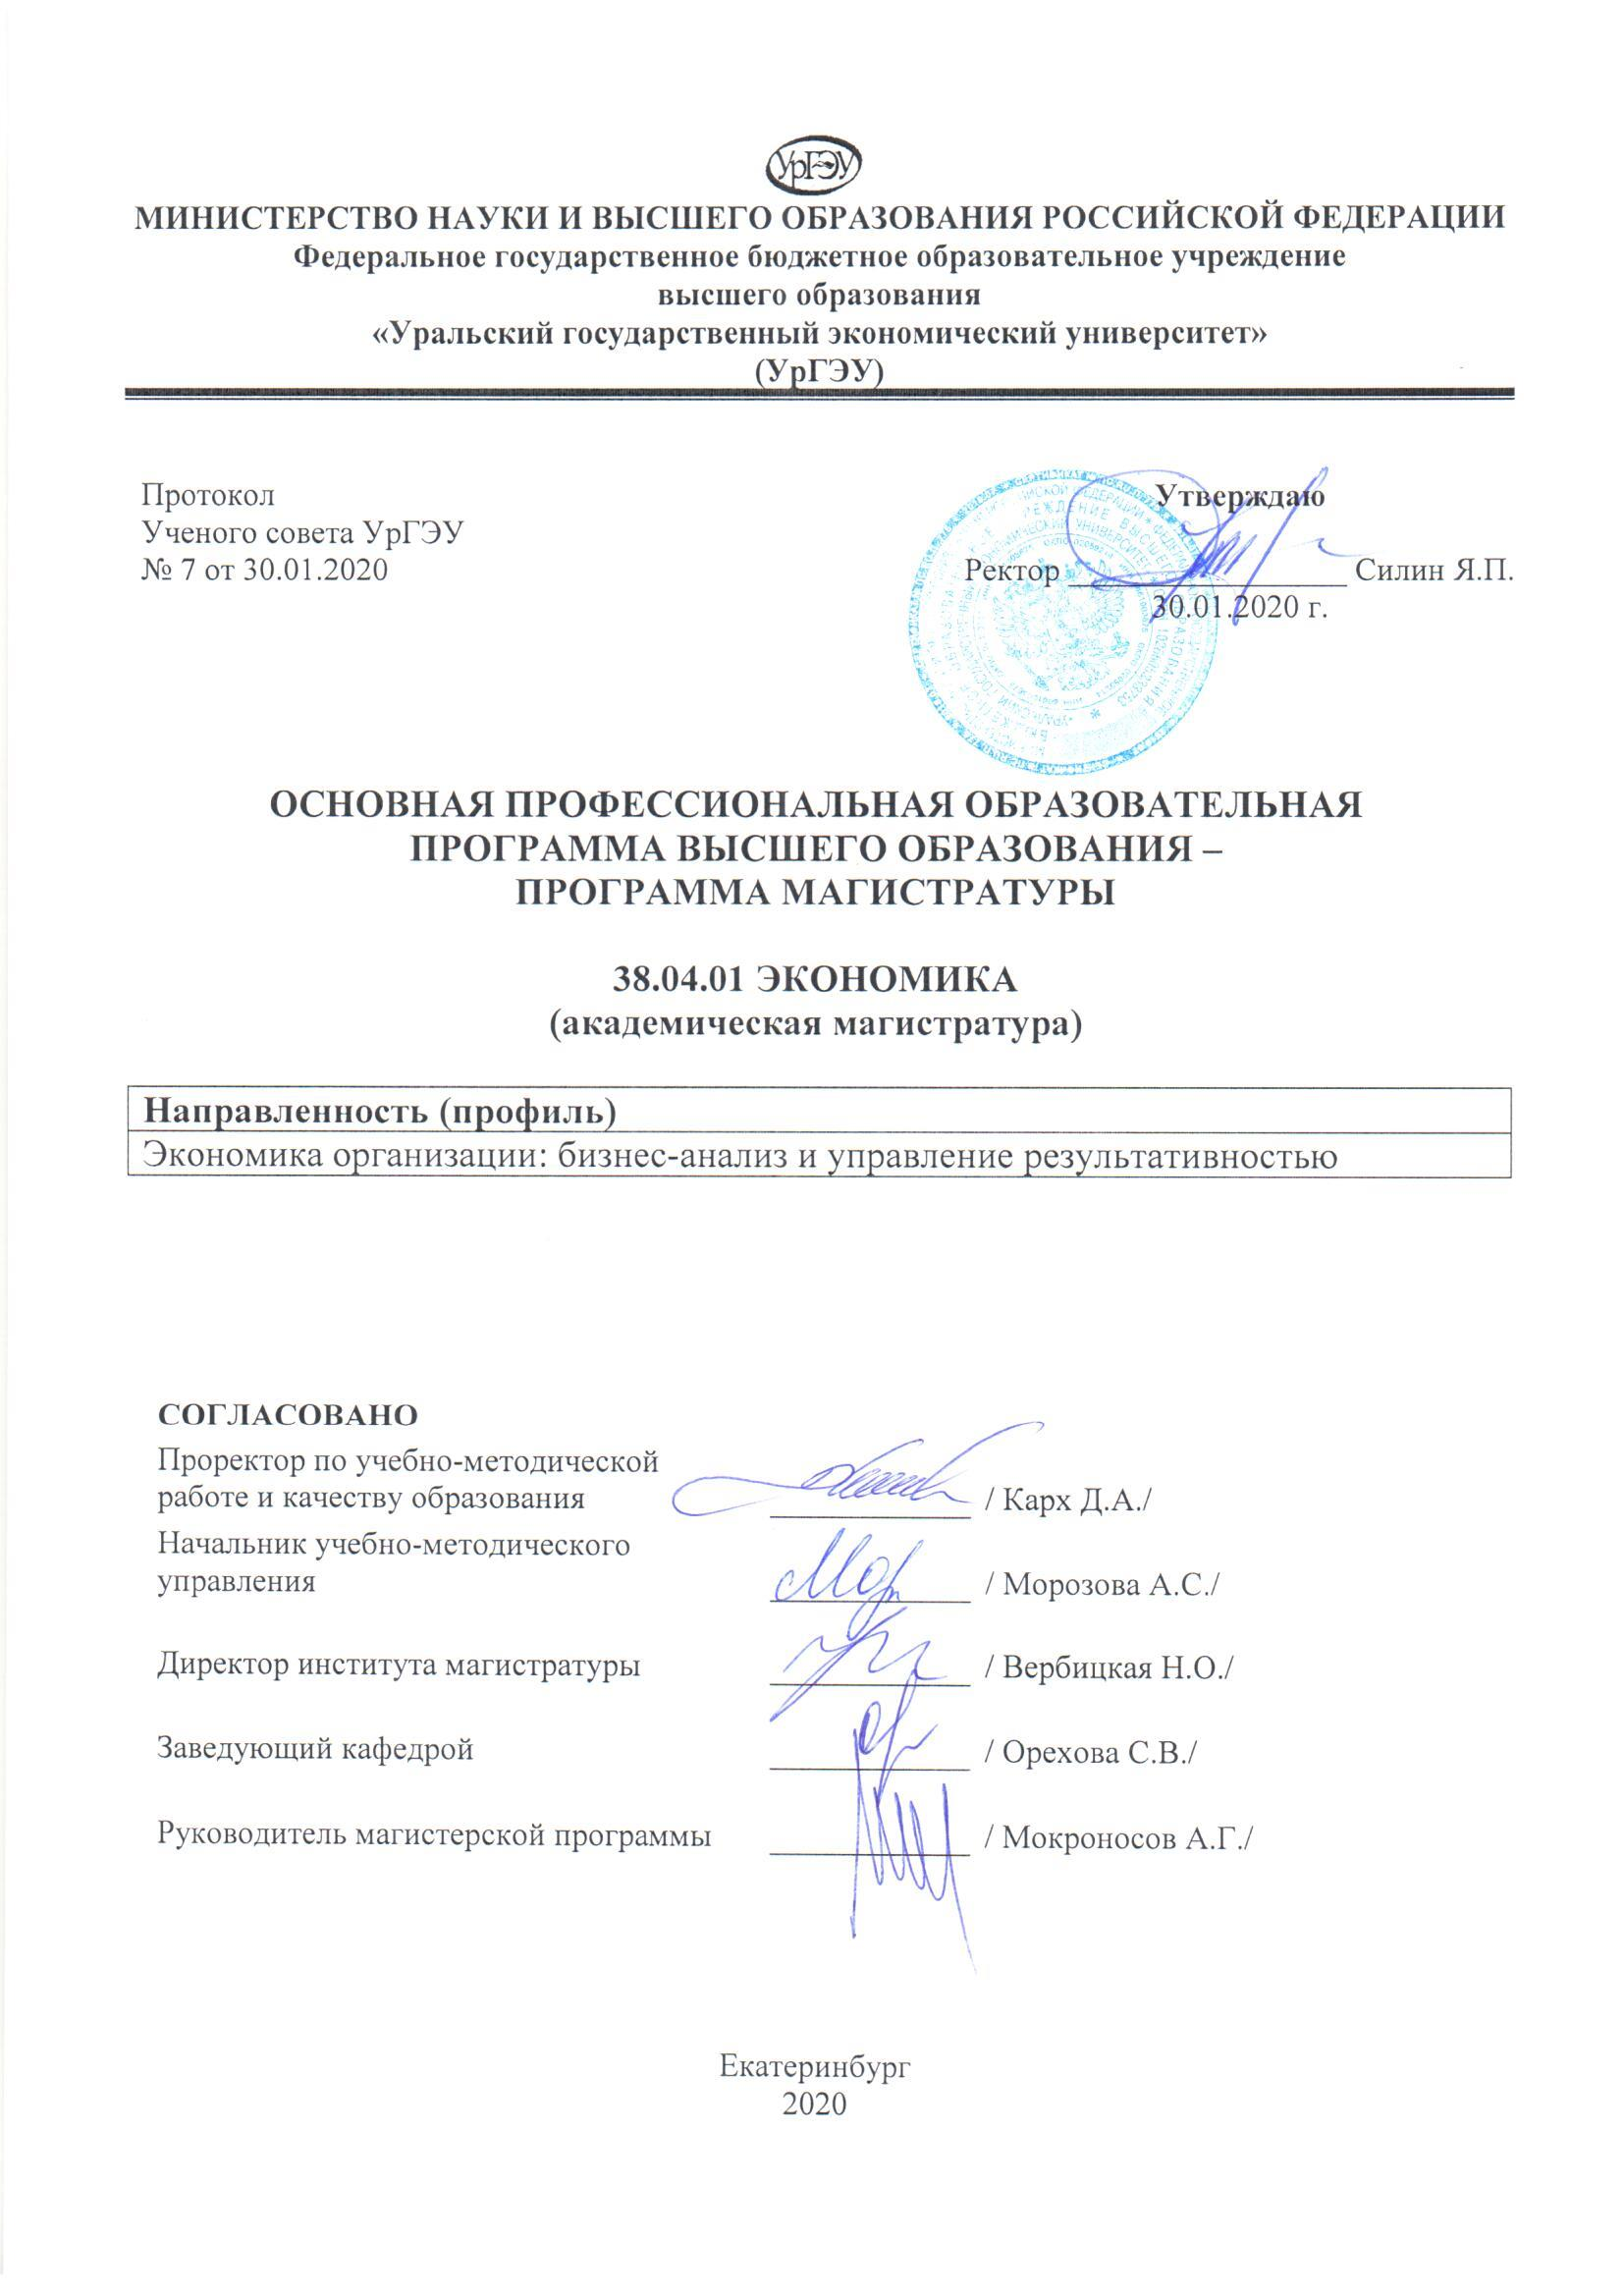 УрГЭУ
МИНИСТЕРСТВО НАУКИ И ВЫСШЕГО ОБРАЗОВАНИЯ РОССИЙСКОЙ ФЕДЕРАЦИИ
Федеральное государственное бюджетное образовательное учреждение
высшего образования
«Уральский государственный экономический университет»
(УрГЭУ)
Протокол
Ученого совета УрГЭУ
№ 7 от 30.01.2020
Утверждаю
Ректор Силин Я.П.
30.01.2020 г.
ОСНОВНАЯ ПРОФЕССИОНАЛЬНАЯ ОБРАЗОВАТЕЛЬНАЯ
ПРОГРАММА ВЫСШЕГО ОБРАЗОВАНИЯ –
ПРОГРАММА МАГИСТРАТУРЫ
38.04.01 ЭКОНОМИКА
(академическая магистратура)
Направленность (профиль)
Экономика организации: бизнес-анализ и управление результативностью
СОГЛАСОВАНО
Проректор по учебно-методической
работе и качеству образования / Карх Д.А./
Начальник учебно-методического
управления / Морозова А.С./
Директор института магистратуры / Вербицкая Н.О./
Заведующий кафедрой / Орехова С.В./
Руководитель магистерской программы / Мокроносов А.Г./
Екатеринбург
2020